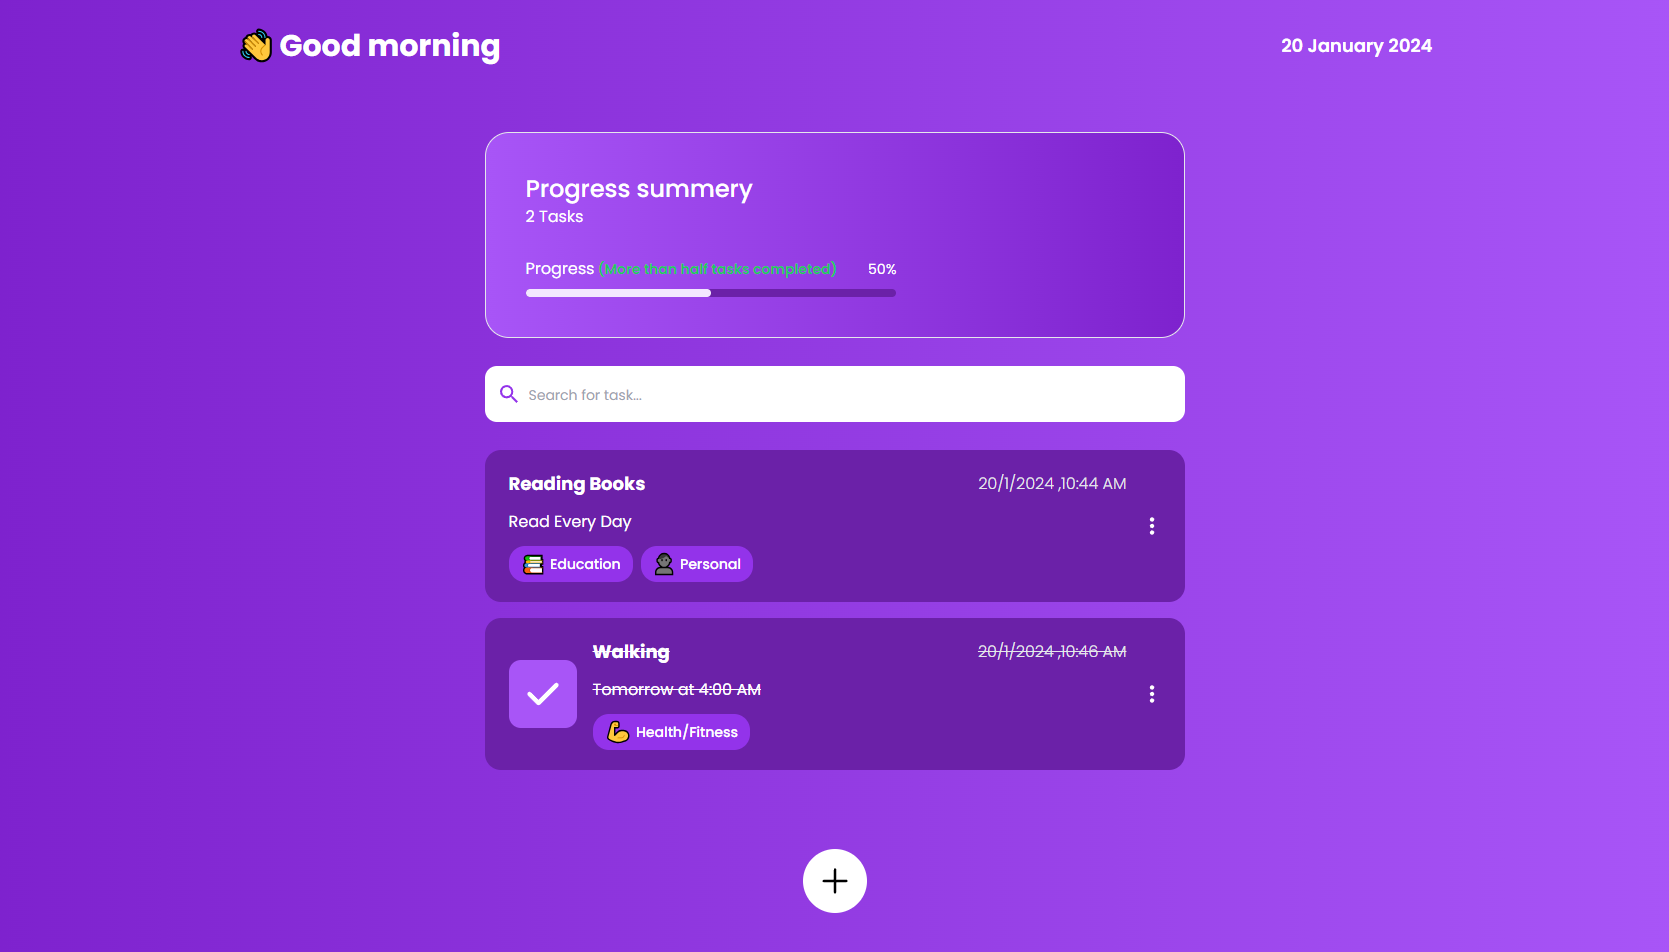 👋 Good morning
20 January 2024
Progress summery
2 Tasks
Progress (More than half tasks completed) 50%
Search for task...
Reading Books 20/1/2024 ,10:44 AM
Read Every Day
📚 Education 👤 Personal
Walking 20/1/2024 ,10:46 AM
Tomorrow at 4:00 AM
💪 Health/Fitness